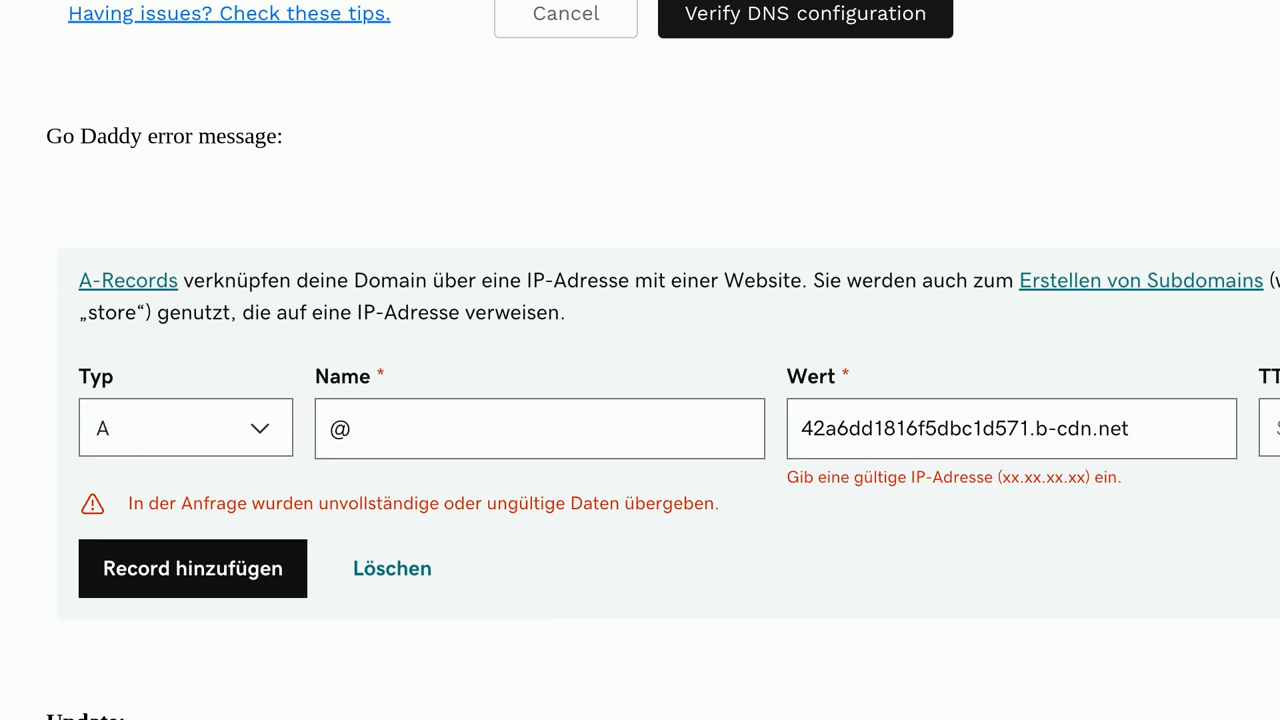 Having issues? Check these tips.
Cancel
Verify DNS configuration
Go Daddy error message:
A-Records verknüpfen deine Domain über eine IP-Adresse mit einer Website. Sie werden auch zum Erstellen von Subdomains (
„store“) genutzt, die auf eine IP-Adresse verweisen.
Typ
Name *
Wert *
A
@
42a6dd1816f5dbc1d571.b-cdn.net
Gib eine gültige IP-Adresse (xx.xx.xx.xx) ein.
In der Anfrage wurden unvollständige oder ungültige Daten übergeben.
Record hinzufügen
Löschen